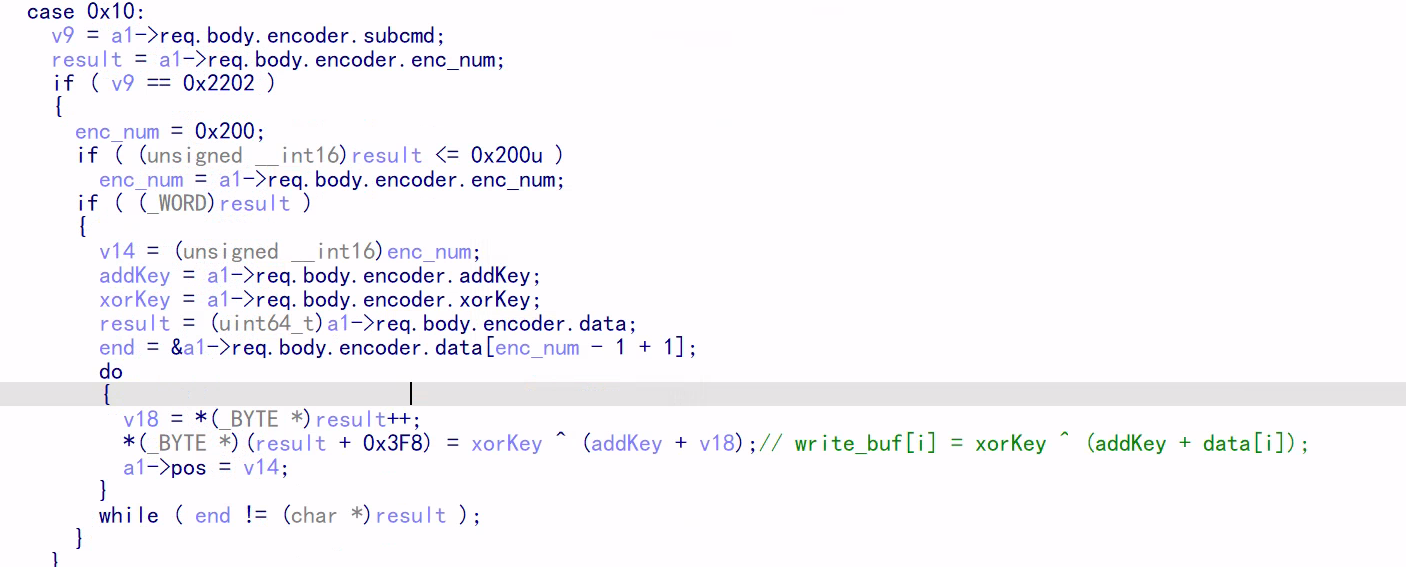 case 0x10:
v9 = a1->req.body.encoder.subcmd;
result = a1->req.body.encoder.enc_num;
if ( v9 == 0x2202 )
{
enc_num = 0x200;
if ( (unsigned __int16)result <= 0x200u )
enc_num = a1->req.body.encoder.enc_num;
if ( (_WORD)result )
{
v14 = (unsigned __int16)enc_num;
addKey = a1->req.body.encoder.addKey;
xorKey = a1->req.body.encoder.xorKey;
result = (uint64_t)a1->req.body.encoder.data;
end = &a1->req.body.encoder.data[enc_num - 1 + 1];
do
{
v18 = *(_BYTE *)result++;
*(_BYTE *)(result + 0x3F8) = xorKey ^ (addKey + v18);// write_buf[i] = xorKey ^ (addKey + data[i]);
a1->pos = v14;
}
while ( end != (char *)result );
}
}